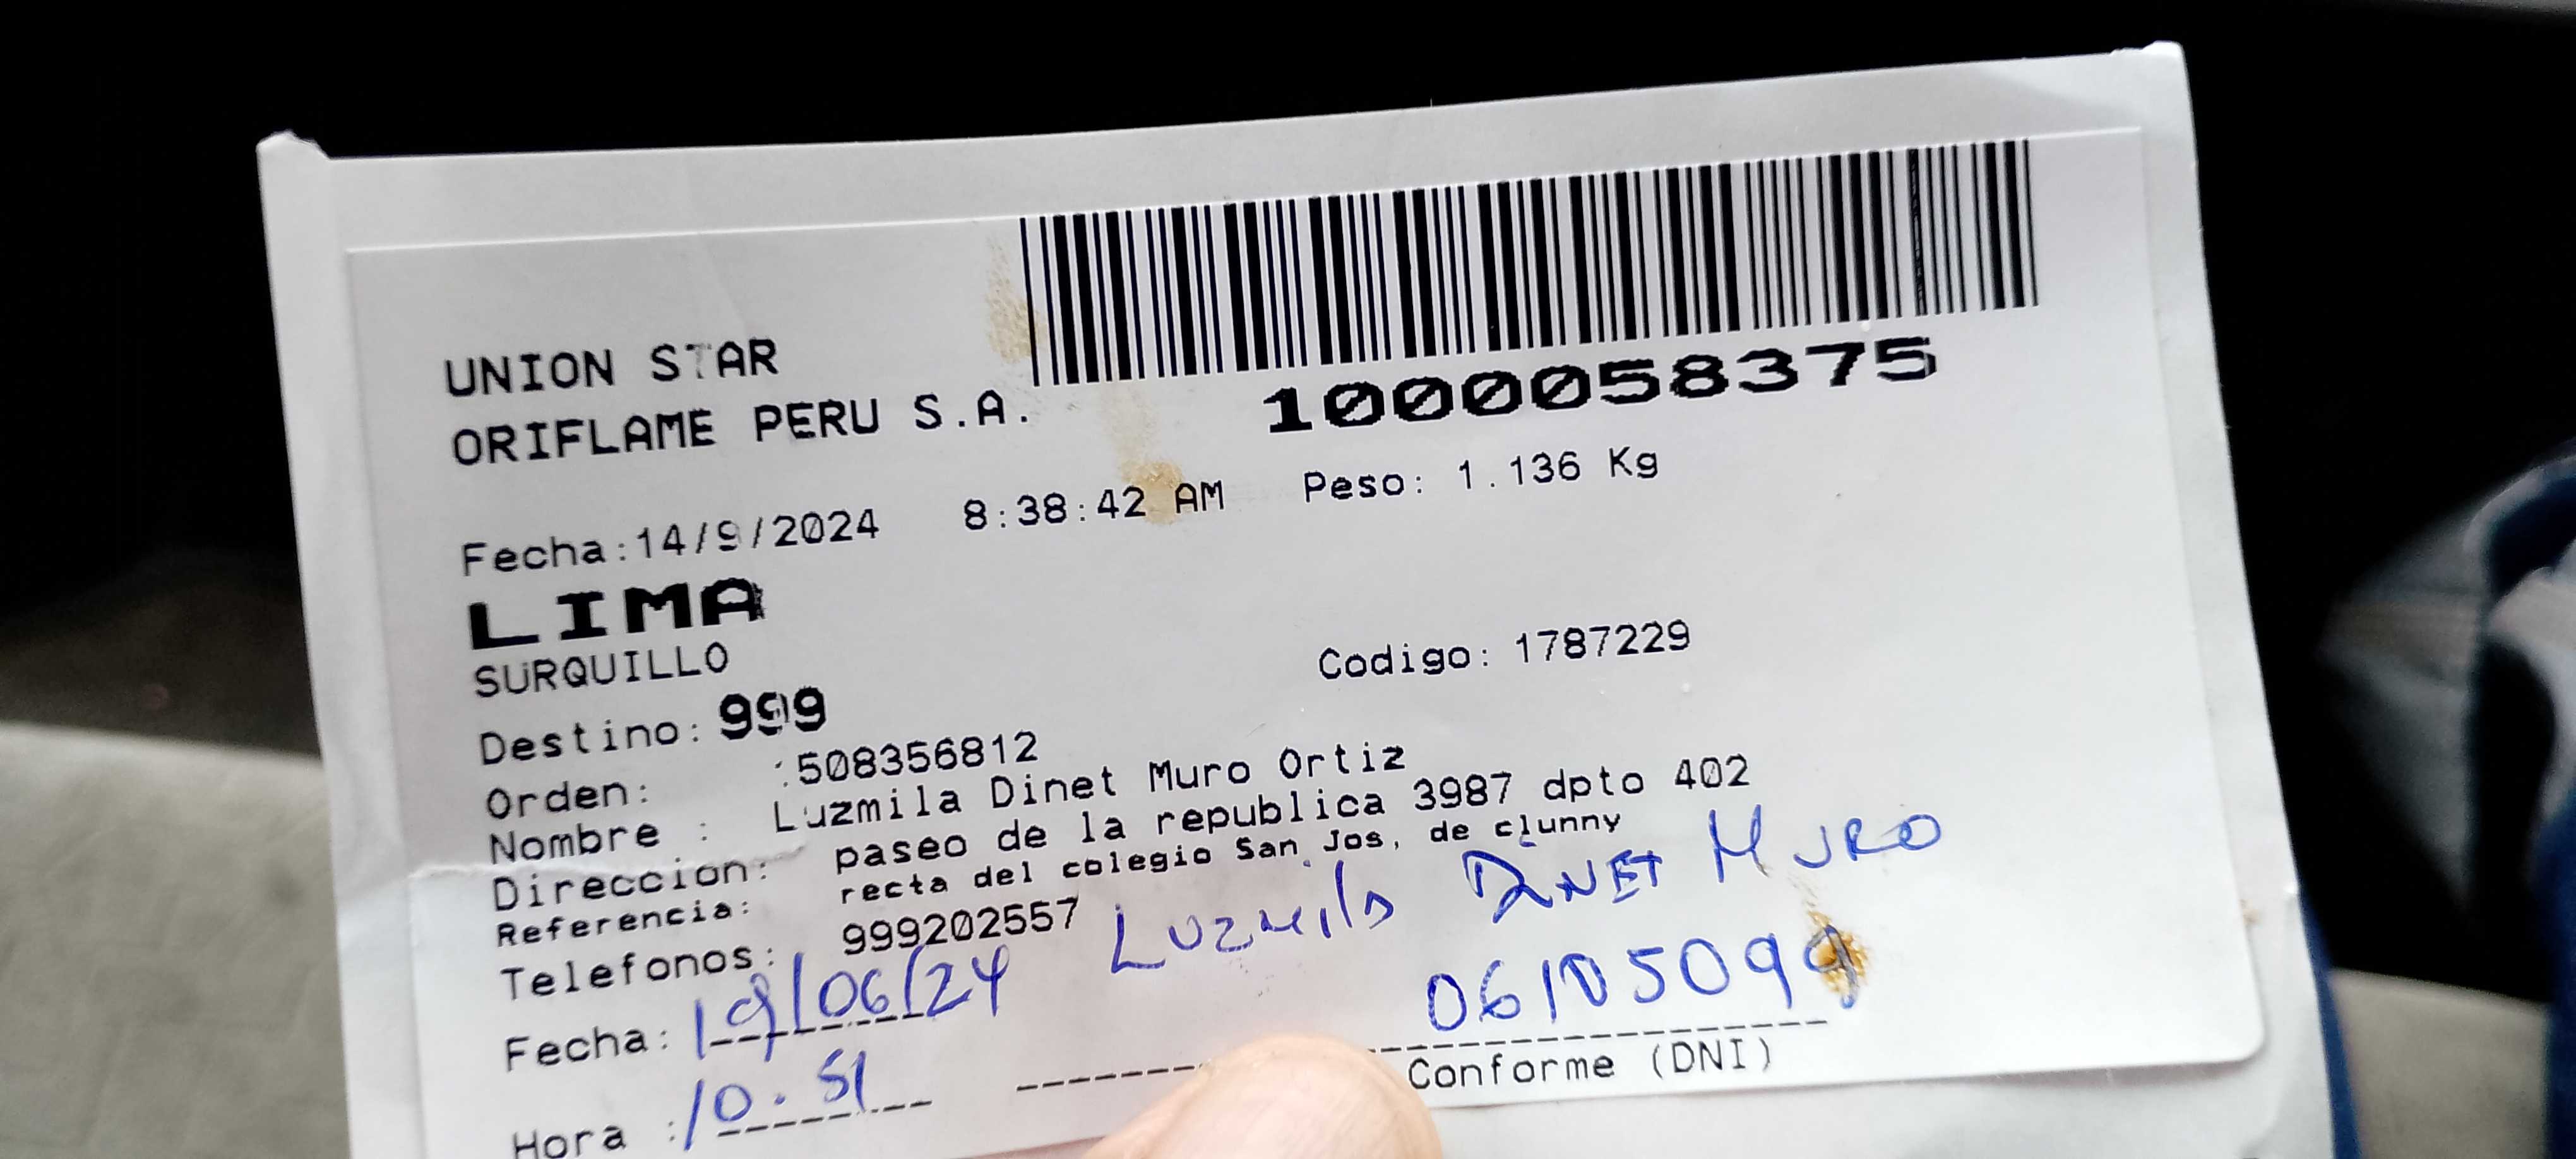 UNION STAR
ORIFLAME PERU S.A.
1000058375
Fecha:14/9/2024 8:38:42 AM Peso: 1.136 Kg
LIMA
SURQUILLO
Codigo: 1787229
Destino: 999
Orden: :508356812
Nombre : Luzmila Dinet Muro Ortiz
Direccion: paseo de la republica 3987 dpto 402
Referencia: recta del colegio San Jos, de clunny
Telefonos: 999202557
Luzmila DINET MURO
Fecha: 19/06/24
06105099
Hora : 10.51
Conforme (DNI)